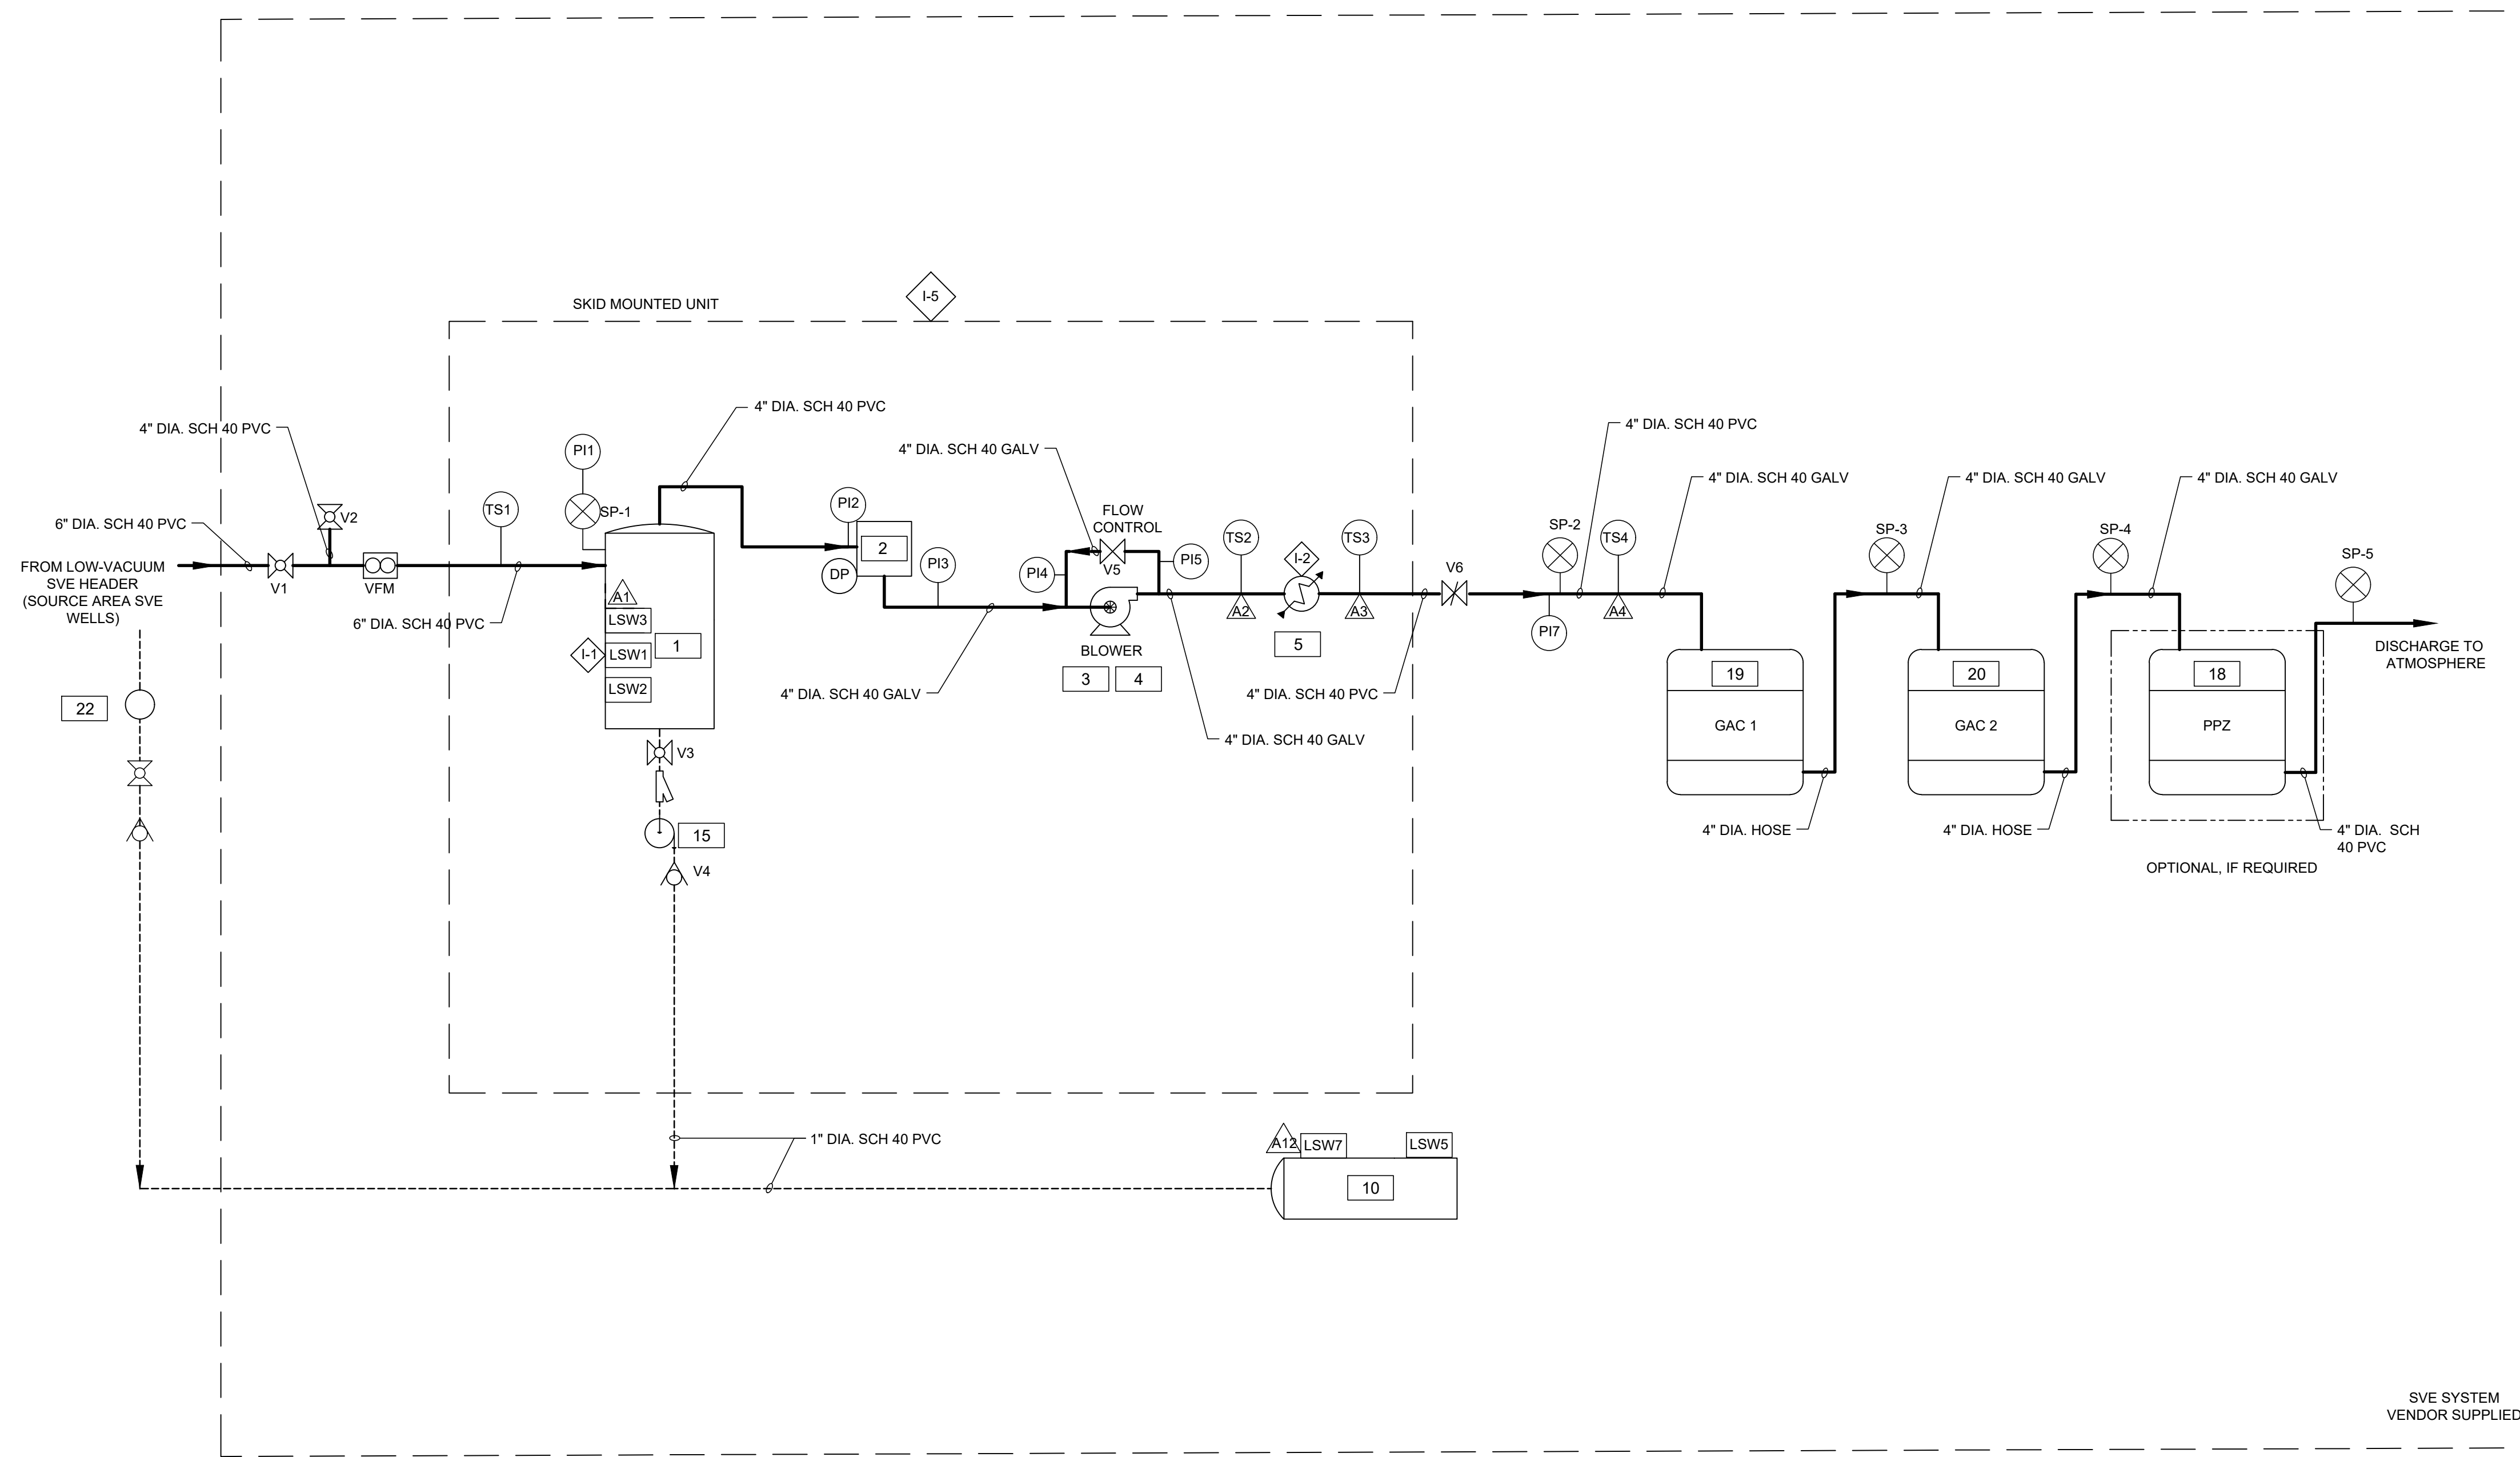 I-5
SKID MOUNTED UNIT
4" DIA. SCH 40 PVC
4" DIA. SCH 40 PVC
4" DIA. SCH 40 PVC
4" DIA. SCH 40 GALV
PI1
4" DIA. SCH 40 GALV
4" DIA. SCH 40 GALV
4" DIA. SCH 40 GALV
PI2
TS1
SP-1
V2
6" DIA. SCH 40 PVC
FLOW
CONTROL
SP-2
SP-3
SP-4
TS2
TS3
TS4
2
SP-5
FROM LOW-VACUUM
SVE HEADER
(SOURCE AREA SVE
WELLS)
V1
VFM
DP
PI3
PI4
V5
PI5
I-2
V6
A1
A2
A3
A4
6" DIA. SCH 40 PVC
LSW3
1
I-1
LSW1
LSW2
BLOWER
3
4
5
PI7
DISCHARGE TO
ATMOSPHERE
19
20
18
4" DIA. SCH 40 GALV
4" DIA. SCH 40 PVC
22
GAC 1
GAC 2
PPZ
4" DIA. SCH 40 GALV
V3
15
4" DIA. HOSE
4" DIA. HOSE
4" DIA. SCH
40 PVC
V4
OPTIONAL, IF REQUIRED
1" DIA. SCH 40 PVC
A12
LSW7
LSW5
10
SVE SYSTEM
VENDOR SUPPLIED